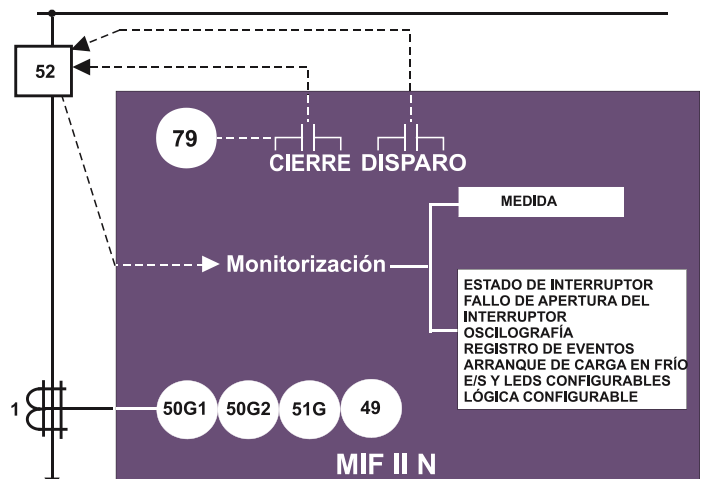 52
79
CIERRE DISPARO
MEDIDA
Monitorización
ESTADO DE INTERRUPTOR
FALLO DE APERTURA DEL
INTERRUPTOR
OSCILOGRAFÍA
REGISTRO DE EVENTOS
ARRANQUE DE CARGA EN FRÍO
E/S Y LEDS CONFIGURABLES
LÓGICA CONFIGURABLE
1
50G1 50G2 51G 49
MIF II N